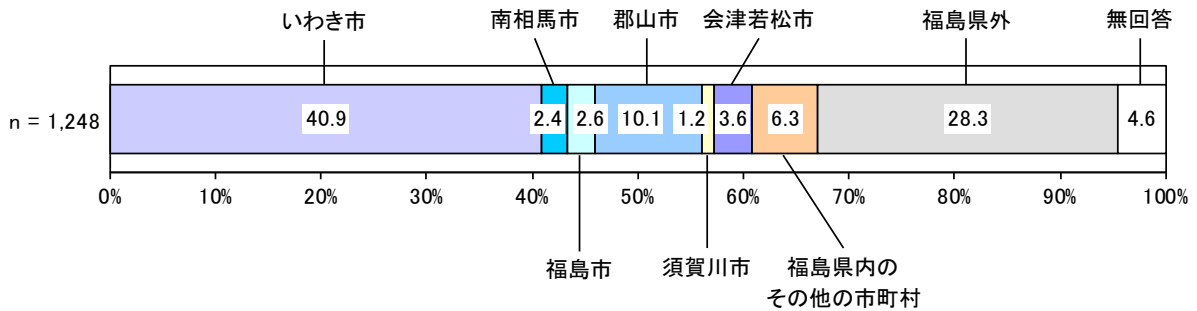 いわき市
南相馬市
郡山市
会津若松市
福島県外
無回答
n = 1,248
40.9
2.4
2.6
10.1
1.2
3.6
6.3
28.3
4.6
0%
10%
20%
30%
40%
50%
60%
70%
80%
90%
100%
福島市
須賀川市
福島県内の
その他の市町村